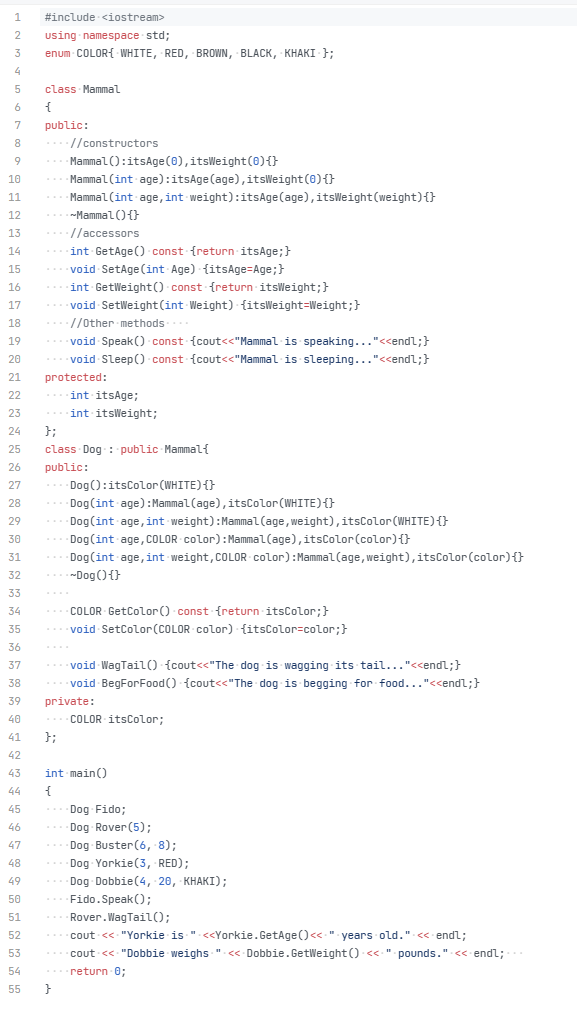 1 #include <iostream>
2 using namespace std;
3 enum COLOR{ WHITE, RED, BROWN, BLACK, KHAKI };
4
5 class Mammal
6 {
7 public:
8     //constructors
9     Mammal():itsAge(0),itsWeight(0){}
10     Mammal(int age):itsAge(age),itsWeight(0){}
11     Mammal(int age,int weight):itsAge(age),itsWeight(weight){}
12     ~Mammal(){}
13     //accessors
14     int GetAge() const {return itsAge;}
15     void SetAge(int Age) {itsAge=Age;}
16     int GetWeight() const {return itsWeight;}
17     void SetWeight(int Weight) {itsWeight=Weight;}
18     //Other methods
19     void Speak() const {cout<<"Mammal is speaking..."<<endl;}
20     void Sleep() const {cout<<"Mammal is sleeping..."<<endl;}
21 protected:
22     int itsAge;
23     int itsWeight;
24 };
25 class Dog : public Mammal{
26 public:
27     Dog():itsColor(WHITE){}
28     Dog(int age):Mammal(age),itsColor(WHITE){}
29     Dog(int age,int weight):Mammal(age,weight),itsColor(WHITE){}
30     Dog(int age,COLOR color):Mammal(age),itsColor(color){}
31     Dog(int age,int weight,COLOR color):Mammal(age,weight),itsColor(color){}
32     ~Dog(){}
33
34     COLOR GetColor() const {return itsColor;}
35     void SetColor(COLOR color) {itsColor=color;}
36
37     void WagTail() {cout<<"The dog is wagging its tail..."<<endl;}
38     void BegForFood() {cout<<"The dog is begging for food..."<<endl;}
39 private:
40     COLOR itsColor;
41 };
42
43 int main()
44 {
45     Dog Fido;
46     Dog Rover(5);
47     Dog Buster(6, 8);
48     Dog Yorkie(3, RED);
49     Dog Dobbie(4, 20, KHAKI);
50     Fido.Speak();
51     Rover.WagTail();
52     cout << "Yorkie is " <<Yorkie.GetAge()<< " years old." << endl;
53     cout << "Dobbie weighs " << Dobbie.GetWeight() << " pounds." << endl;
54     return 0;
55 }